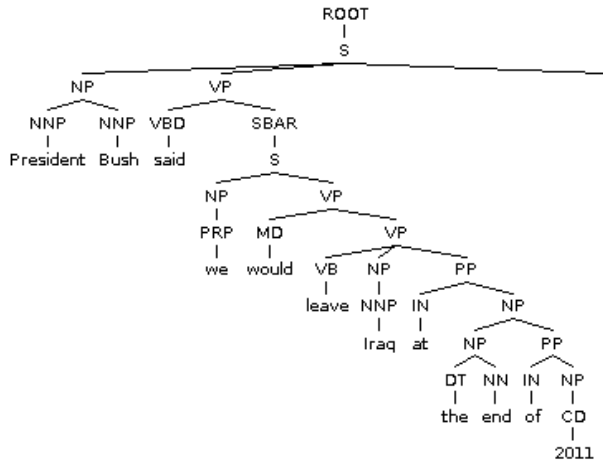 ROOT
S
NP VP
NNP NNP VBD SBAR
President Bush said S
NP VP
PRP MD VP
we would VB NP PP
leave NNP IN NP
Iraq at NP PP
DT NN IN NP
the end of CD
2011